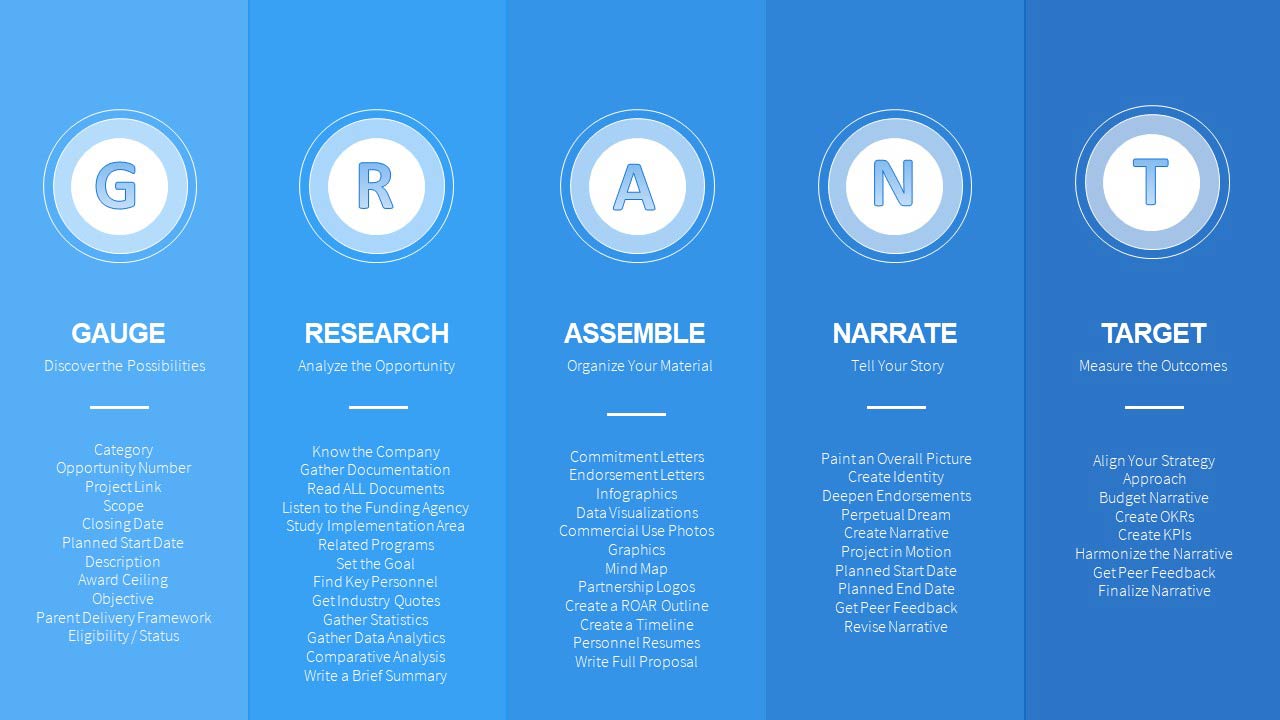 G
GAUGE
Discover the Possibilities
Category
Opportunity Number
Project Link
Scope
Closing Date
Planned Start Date
Description
Award Ceiling
Objective
Parent Delivery Framework
Eligibility / Status
R
RESEARCH
Analyze the Opportunity
Know the Company
Gather Documentation
Read ALL Documents
Listen to the Funding Agency
Study Implementation Area
Related Programs
Set the Goal
Find Key Personnel
Get Industry Quotes
Gather Statistics
Gather Data Analytics
Comparative Analysis
Write a Brief Summary
A
ASSEMBLE
Organize Your Material
Commitment Letters
Endorsement Letters
Infographics
Data Visualizations
Commercial Use Photos
Graphics
Mind Map
Partnership Logos
Create a ROAR Outline
Create a Timeline
Personnel Resumes
Write Full Proposal
N
NARRATE
Tell Your Story
Paint an Overall Picture
Create Identity
Deepen Endorsements
Perpetual Dream
Create Narrative
Project in Motion
Planned Start Date
Planned End Date
Get Peer Feedback
Revise Narrative
T
TARGET
Measure the Outcomes
Align Your Strategy
Approach
Budget Narrative
Create OKRs
Create KPIs
Harmonize the Narrative
Get Peer Feedback
Finalize Narrative